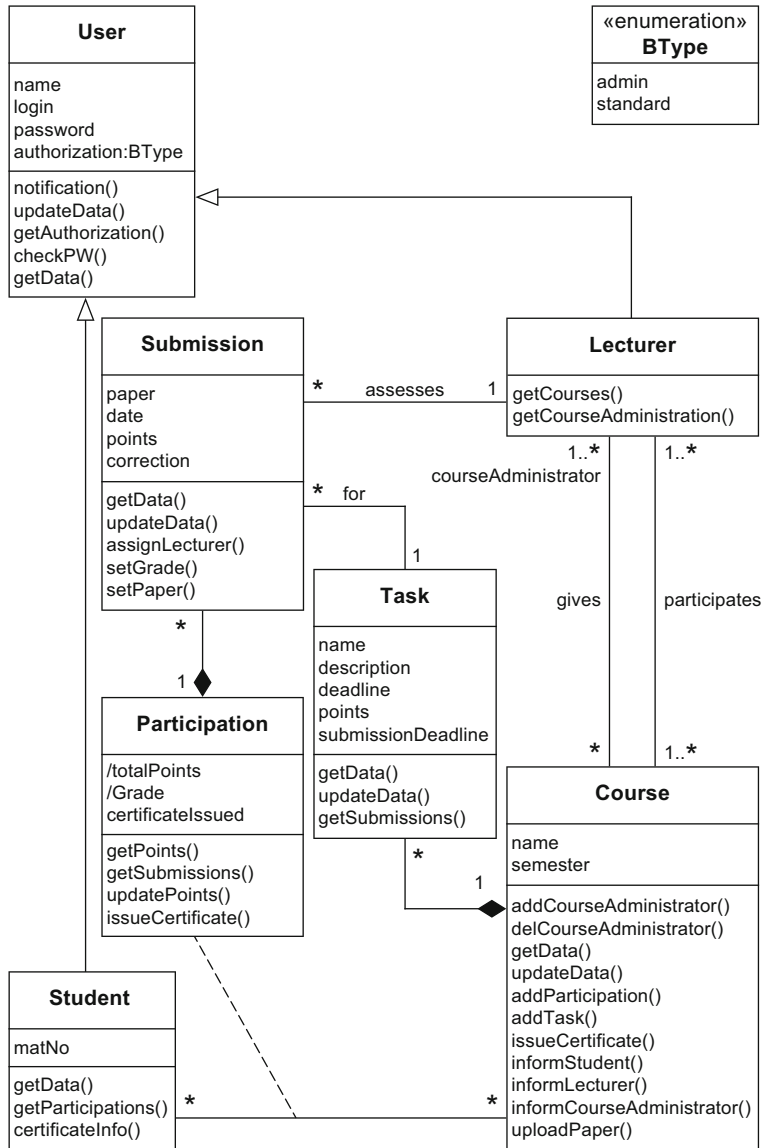 User
name
login
password
authorization:BType
notification()
updateData()
getAuthorization()
checkPW()
getData()
«enumeration»
BType
admin
standard
Submission
paper
date
points
correction
getData()
updateData()
assignLecturer()
setGrade()
setPaper()
* assesses 1
Lecturer
getCourses()
getCourseAdministration()
* for
1
1..*
courseAdministrator
1..*
gives
participates
*
1..*
Task
name
description
deadline
points
submissionDeadline
getData()
updateData()
getSubmissions()
*
1
*
1
Participation
/totalPoints
/Grade
certificateIssued
getPoints()
getSubmissions()
updatePoints()
issueCertificate()
Course
name
semester
addCourseAdministrator()
delCourseAdministrator()
getData()
updateData()
addParticipation()
addTask()
issueCertificate()
informStudent()
informLecturer()
informCourseAdministrator()
uploadPaper()
Student
matNo
getData()
getParticipations()
certificateInfo()
* *